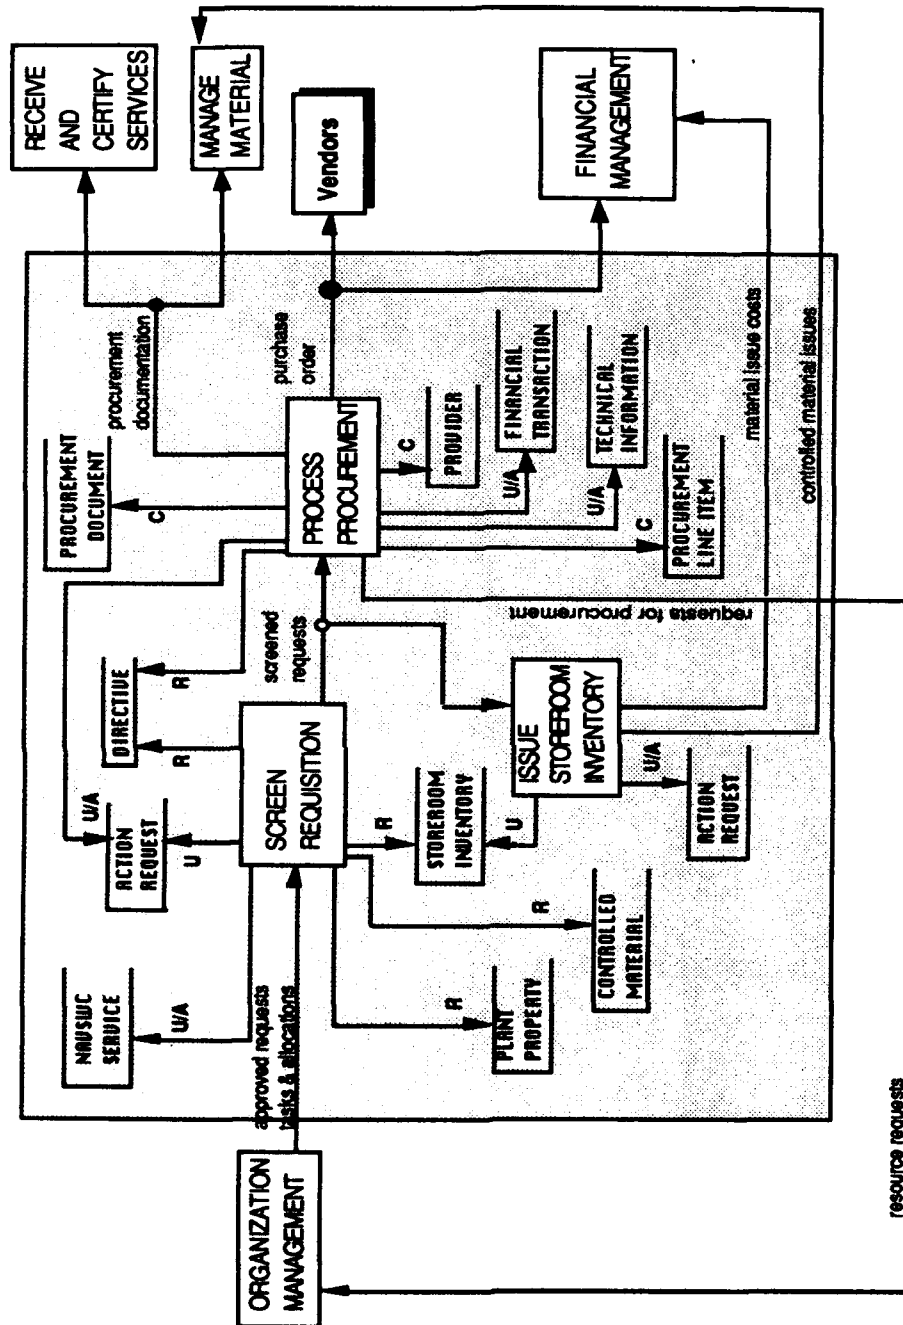 ORGANIZATION
MANAGEMENT
resource requests
approved requests
tasks & allocations
NAVSWC
SERVICE
U/A
ACTION
REQUEST
U/A
U
DIRECTIVE
R
R
SCREEN
REQUISITION
PLANT
PROPERTY
R
CONTROLLED
MATERIAL
R
STOREROOM
INVENTORY
R
U
ISSUE
STOREROOM
INVENTORY
ACTION
REQUEST
U/A
screened
requests
PROCUREMENT
DOCUMENT
C
PROCESS
PROCUREMENT
procurement
documentation
purchase
order
PROVIDER
C
FINANCIAL
TRANSACTION
U/A
TECHNICAL
INFORMATION
U/A
PROCUREMENT
LINE ITEM
C
requests for procurement
material issue costs
controlled material issues
RECEIVE
AND
CERTIFY
SERVICES
MANAGE
MATERIAL
Vendors
FINANCIAL
MANAGEMENT